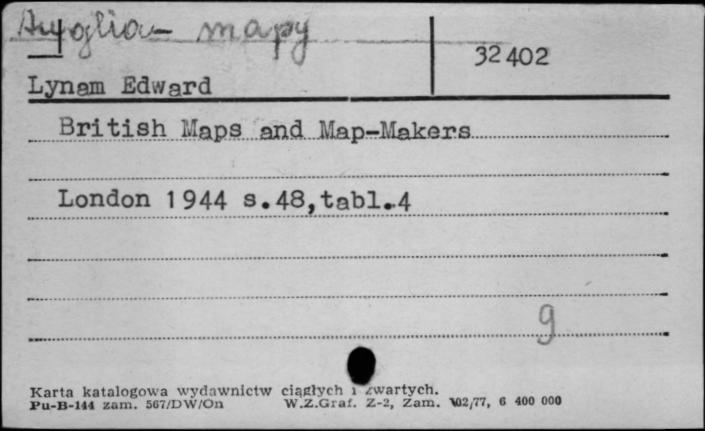 Anglia - mapy
32402
Lynam Edward
British Maps and Map-Makers
London 1944 s.48,tabl.4
g
Karta katalogowa wydawnictw ciągłych i zwartych.
Pu-B-144 zam. 567/DW/On W.Z.Graf. Z-2, Zam. 102/77, 6 400 000